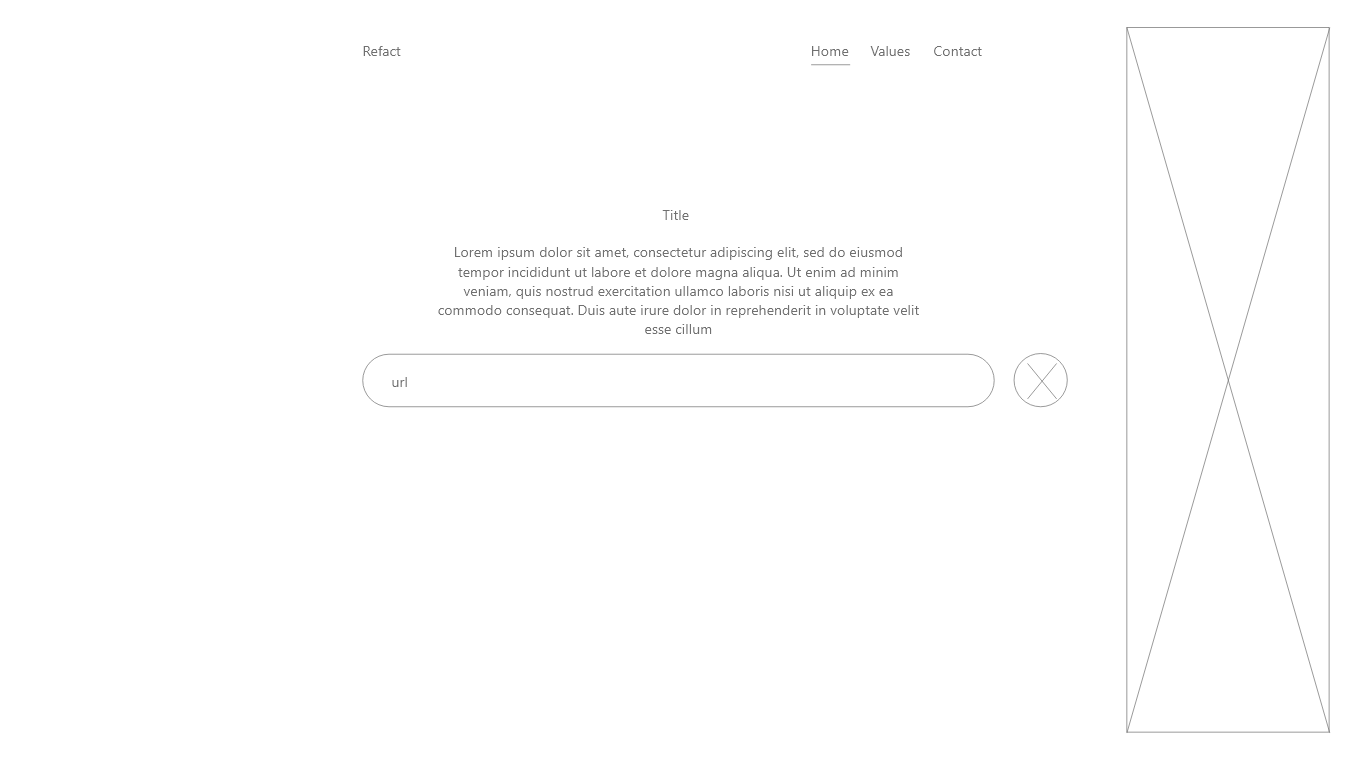 Refact
Home Values Contact
Title
Lorem ipsum dolor sit amet, consectetur adipiscing elit, sed do eiusmod
tempor incididunt ut labore et dolore magna aliqua. Ut enim ad minim
veniam, quis nostrud exercitation ullamco laboris nisi ut aliquip ex ea
commodo consequat. Duis aute irure dolor in reprehenderit in voluptate velit
esse cillum
url